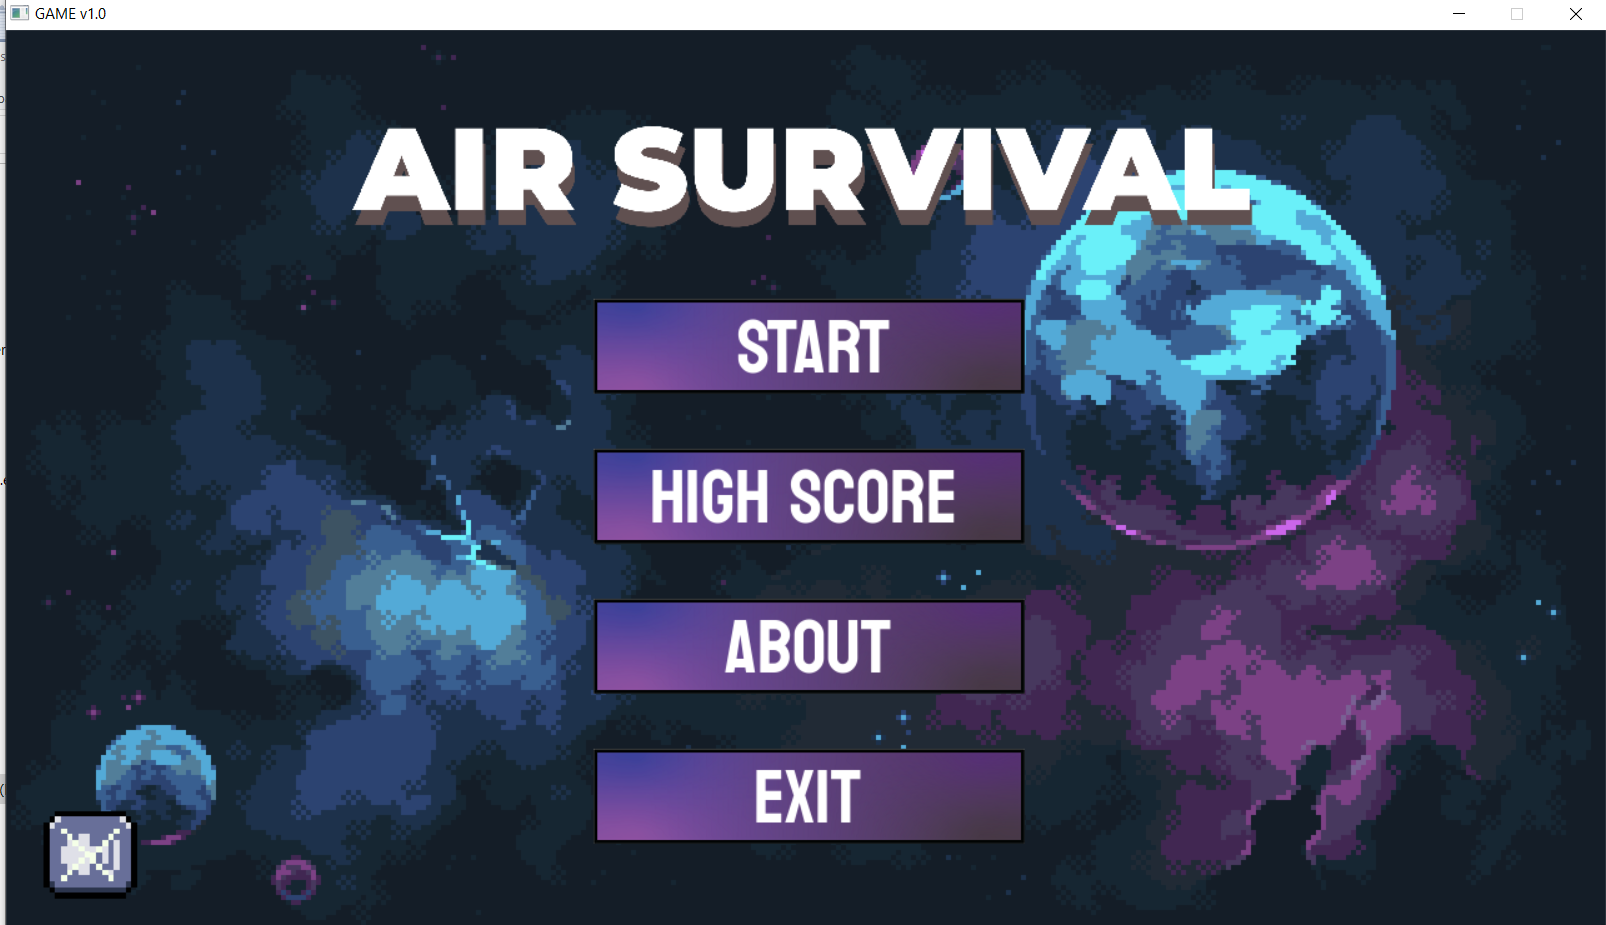 GAME v1.0
AIR SURVIVAL
START
HIGH SCORE
ABOUT
EXIT